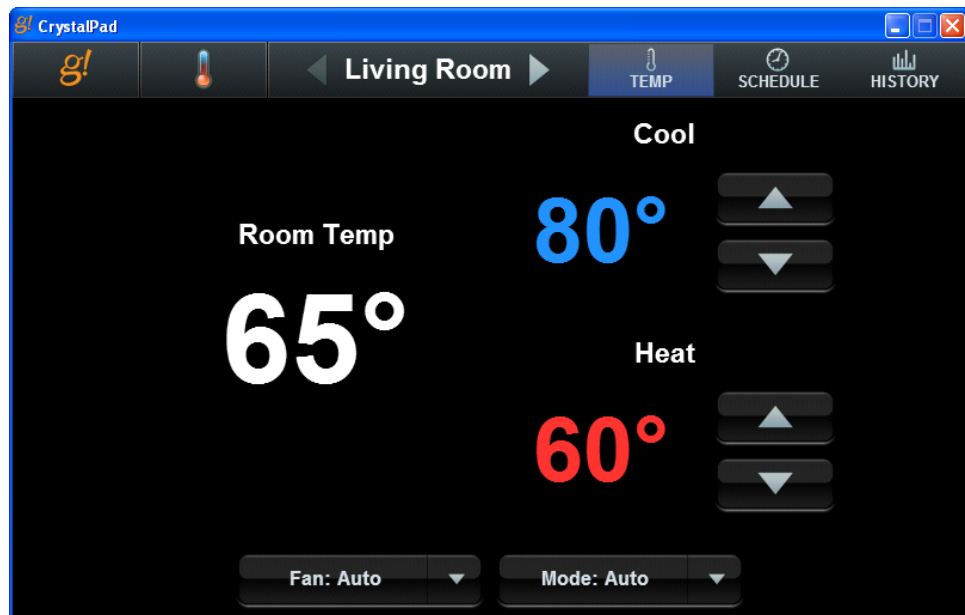 g! CrystalPad
g!
Living Room
TEMP
SCHEDULE
HISTORY
Cool
80°
Room Temp
65°
Heat
60°
Fan: Auto
Mode: Auto